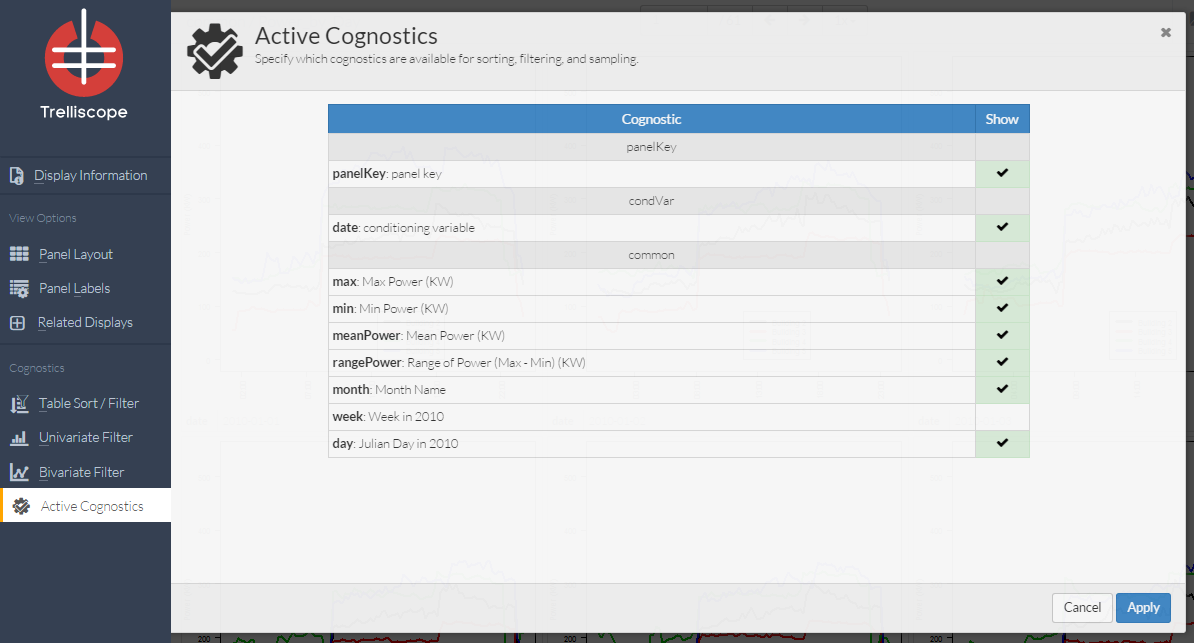 Trelliscope
Display Information
View Options
Panel Layout
Panel Labels
Related Displays
Cognostics
Table Sort / Filter
Univariate Filter
Bivariate Filter
Active Cognostics
Active Cognostics
Specify which cognostics are available for sorting, filtering, and sampling.
Cognostic Show
panelKey
panelKey: panel key
condVar
date: conditioning variable
common
max: Max Power (KW)
min: Min Power (KW)
meanPower: Mean Power (KW)
rangePower: Range of Power (Max - Min) (KW)
month: Month Name
week: Week in 2010
day: Julian Day in 2010
Cancel Apply
200 200 200